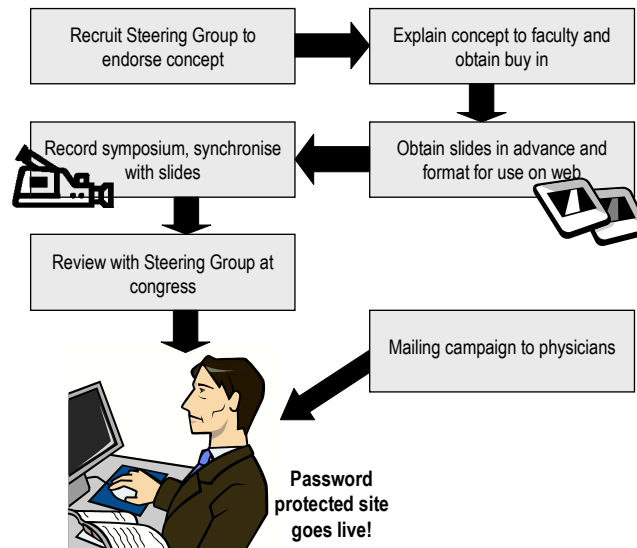 Recruit Steering Group to
endorse concept
Explain concept to faculty and
obtain buy in
Obtain slides in advance and
format for use on web
Record symposium, synchronise
with slides
Review with Steering Group at
congress
Mailing campaign to physicians
Password
protected site
goes live!